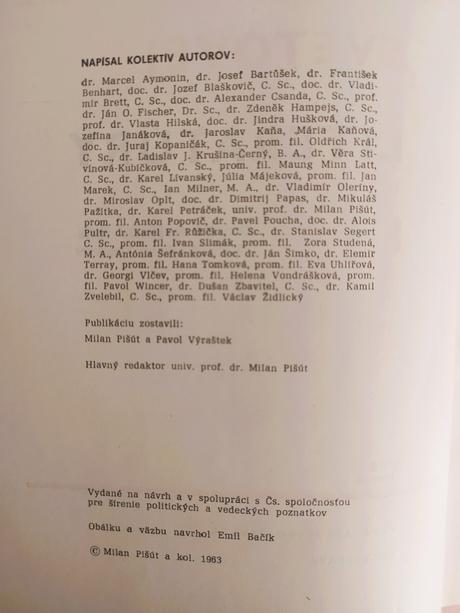 NAPÍSAL KOLEKTÍV AUTOROV:
dr. Marcel Aymonin, dr. Josef Bartůšek, dr. František
Benhart, doc. dr. Jozef Blaškovič, C. Sc., doc. dr. Vladi-
mír Brett, C. Sc., doc. dr. Alexander Csanda, C. Sc., prof.
dr. Ján O. Fischer, Dr. Sc., dr. Zdeněk Hampejs, C. Sc.,
prof. dr. Vlasta Hilská, doc. dr. Jindra Hušková, dr. Jo-
zefína Janáková, dr. Jaroslav Kaňa, Mária Kaňová,
doc. dr. Juraj Kopaničák, C. Sc., prom. fil. Oldřich Král,
C. Sc., dr. Ladislav J. Krušina-Černý, B. A., dr. Věra Stí-
vínová-Kubíčková, C. Sc., prom. fil. Maung Minn Latt,
C. Sc., dr. Karel Livanský, Júlia Májeková, prom. fil. Jan
Marek, C. Sc., Ian Milner, M. A., dr. Vladimír Oleríny,
dr. Miroslav Oplt, doc. dr. Dimitrij Papas, dr. Mikuláš
Pažitka, dr. Karel Petráček, univ. prof. dr. Milan Pišút,
prom. fil. Anton Popovič, dr. Pavel Poucha, doc. dr. Alois
Pultr, dr. Karel Fr. Růžička, C. Sc., dr. Stanislav Segert
C. Sc., prom. fil. Ivan Slimák, prom. fil. Zora Studená,
M. A., Antónia Šefránková, doc. dr. Ján Šimko, dr. Elemír
Terray, prom. fil. Hana Tomková, prom. fil. Eva Uhlířová,
dr. Georgi Vlčev, prom. fil. Helena Vondrášková, prom.
fil. Pavol Wincer, dr. Dušan Zbavitel, C. Sc., dr. Kamil
Zvelebil, C. Sc., prom. fil. Václav Židlický
Publikáciu zostavili:
Milan Pišút a Pavol Výraštek
Hlavný redaktor univ. prof. dr. Milan Pišút
Vydané na návrh a v spolupráci s Čs. spoločnosťou
pre šírenie politických a vedeckých poznatkov
Obálku a väzbu navrhol Emil Bačík
© Milan Pišút a kol. 1963